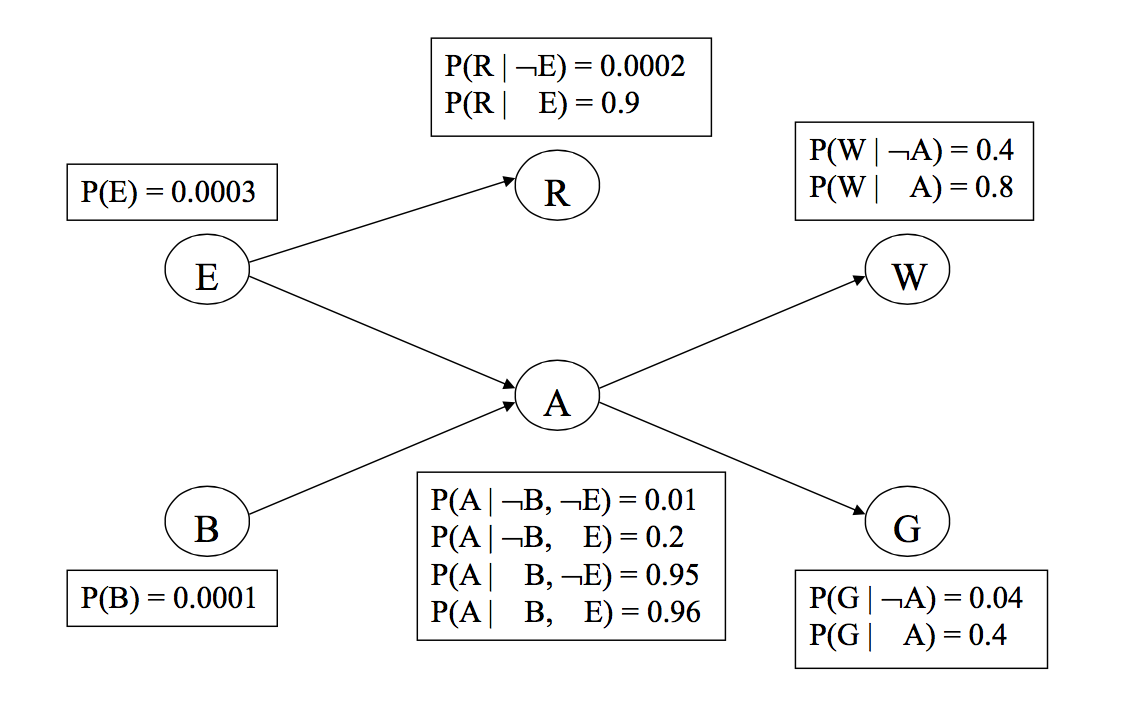 P(R | ¬E) = 0.0002
P(R | E) = 0.9
P(W | ¬A) = 0.4
P(W | A) = 0.8
P(E) = 0.0003
R
E
W
A
P(A | ¬B, ¬E) = 0.01
P(A | ¬B, E) = 0.2
P(A | B, ¬E) = 0.95
P(A | B, E) = 0.96
B
G
P(B) = 0.0001
P(G | ¬A) = 0.04
P(G | A) = 0.4